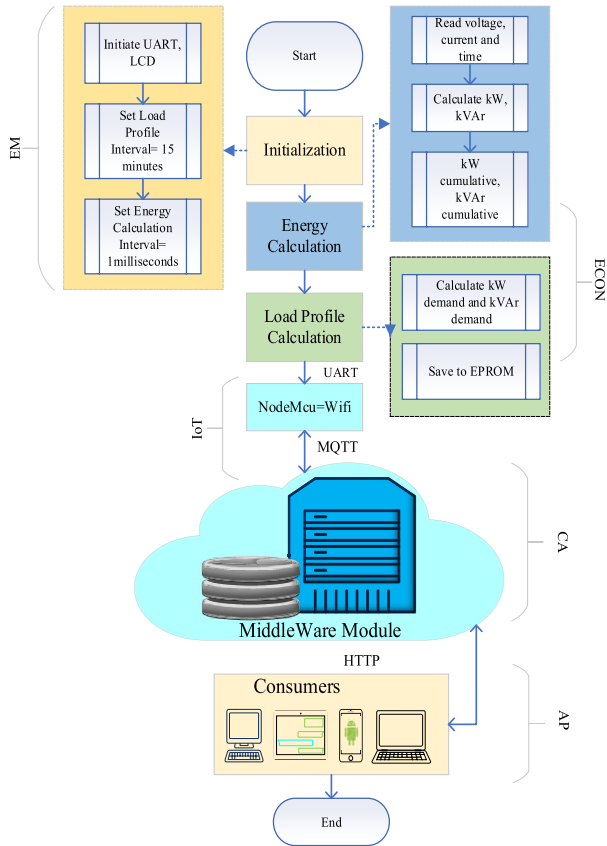 Start
Initiate UART,
LCD
Set Load
Profile
Interval= 15
minutes
Set Energy
Calculation
Interval=
1milliseconds
EM
Initialization
Energy
Calculation
Load Profile
Calculation
Read voltage,
current and
time
Calculate kW,
kVAr
kW
cumulative,
kVAr
cumulative
Calculate kW
demand and kVAr
demand
Save to EPROM
ECON
UART
NodeMcu=Wifi
IoT
MQTT
MiddleWare Module
CA
HTTP
Consumers
AP
End